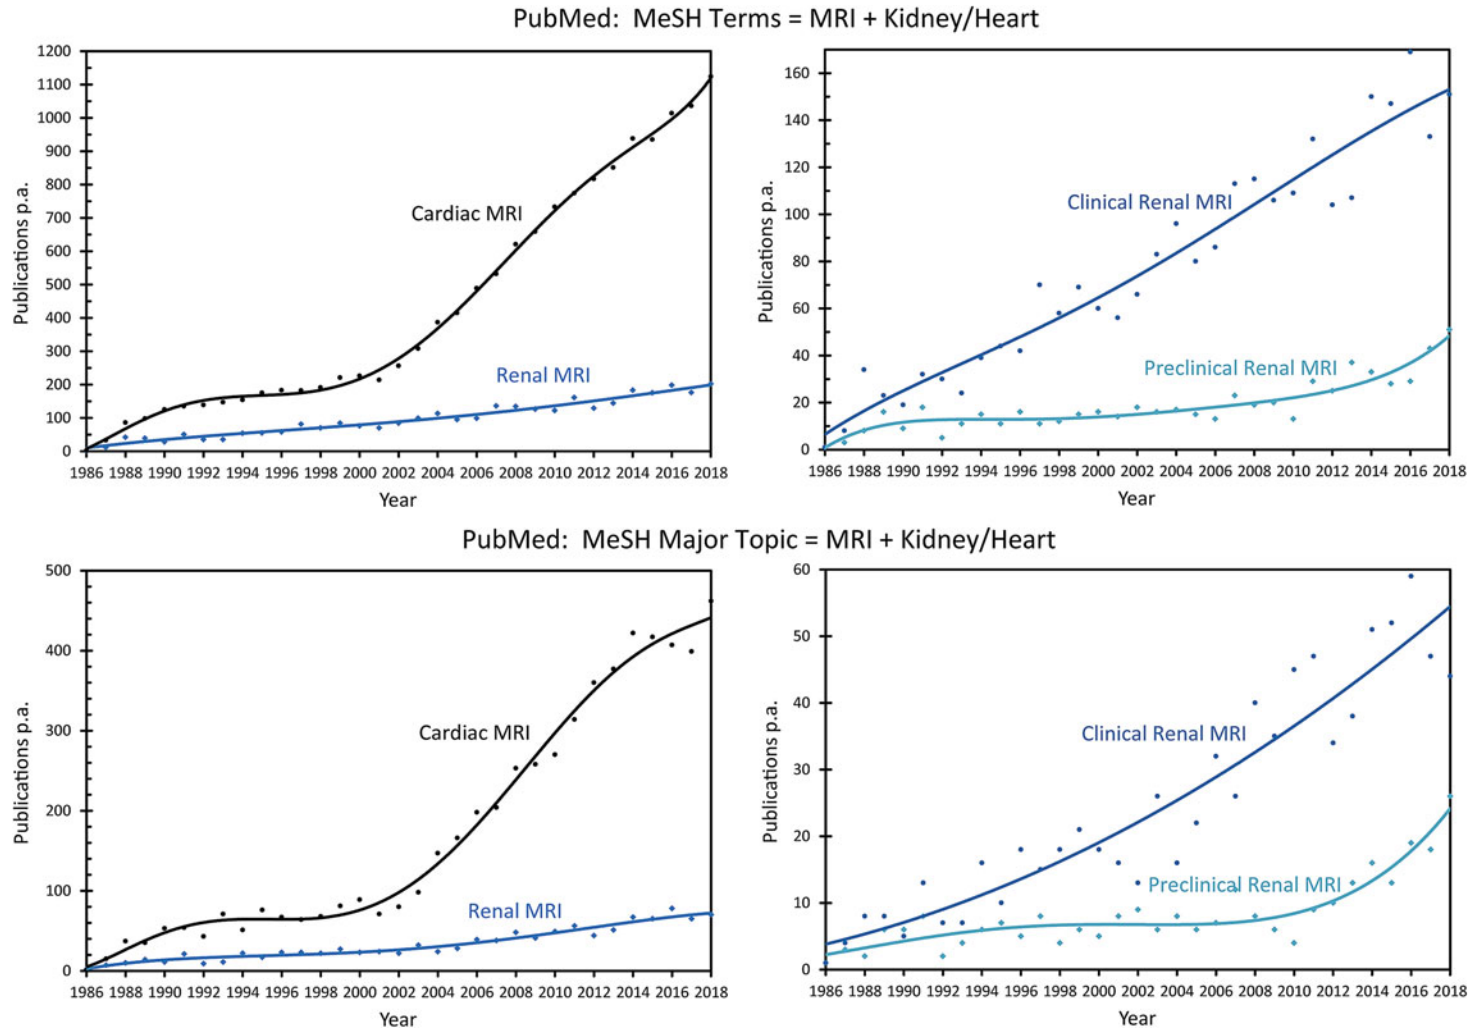 PubMed: MeSH Terms = MRI + Kidney/Heart
1200
1100
1000
900
800
700
600
500
400
300
200
100
0
Publications p.a.
Cardiac MRI
Renal MRI
1986 1988 1990 1992 1994 1996 1998 2000 2002 2004 2006 2008 2010 2012 2014 2016 2018
Year
160
140
120
100
80
60
40
20
0
Publications p.a.
Clinical Renal MRI
Preclinical Renal MRI
1986 1988 1990 1992 1994 1996 1998 2000 2002 2004 2006 2008 2010 2012 2014 2016 2018
Year
PubMed: MeSH Major Topic = MRI + Kidney/Heart
500
400
300
200
100
0
Publications p.a.
Cardiac MRI
Renal MRI
1986 1988 1990 1992 1994 1996 1998 2000 2002 2004 2006 2008 2010 2012 2014 2016 2018
Year
60
50
40
30
20
10
0
Publications p.a.
Clinical Renal MRI
Preclinical Renal MRI
1986 1988 1990 1992 1994 1996 1998 2000 2002 2004 2006 2008 2010 2012 2014 2016 2018
Year